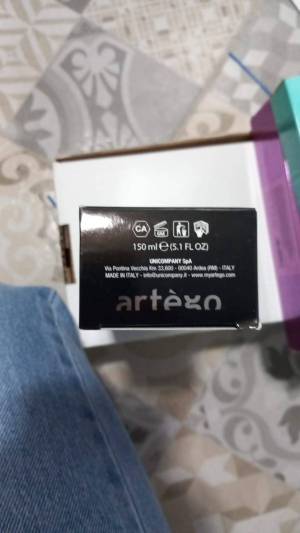 CA
150 ml ℮ (5.1 FL OZ)
UNICOMPANY SpA
Via Pontina Vecchia Km 33,600 - 00040 Ardea (RM) - ITALY
MADE IN ITALY - info@unicompany.it - www.myartego.com
artègo